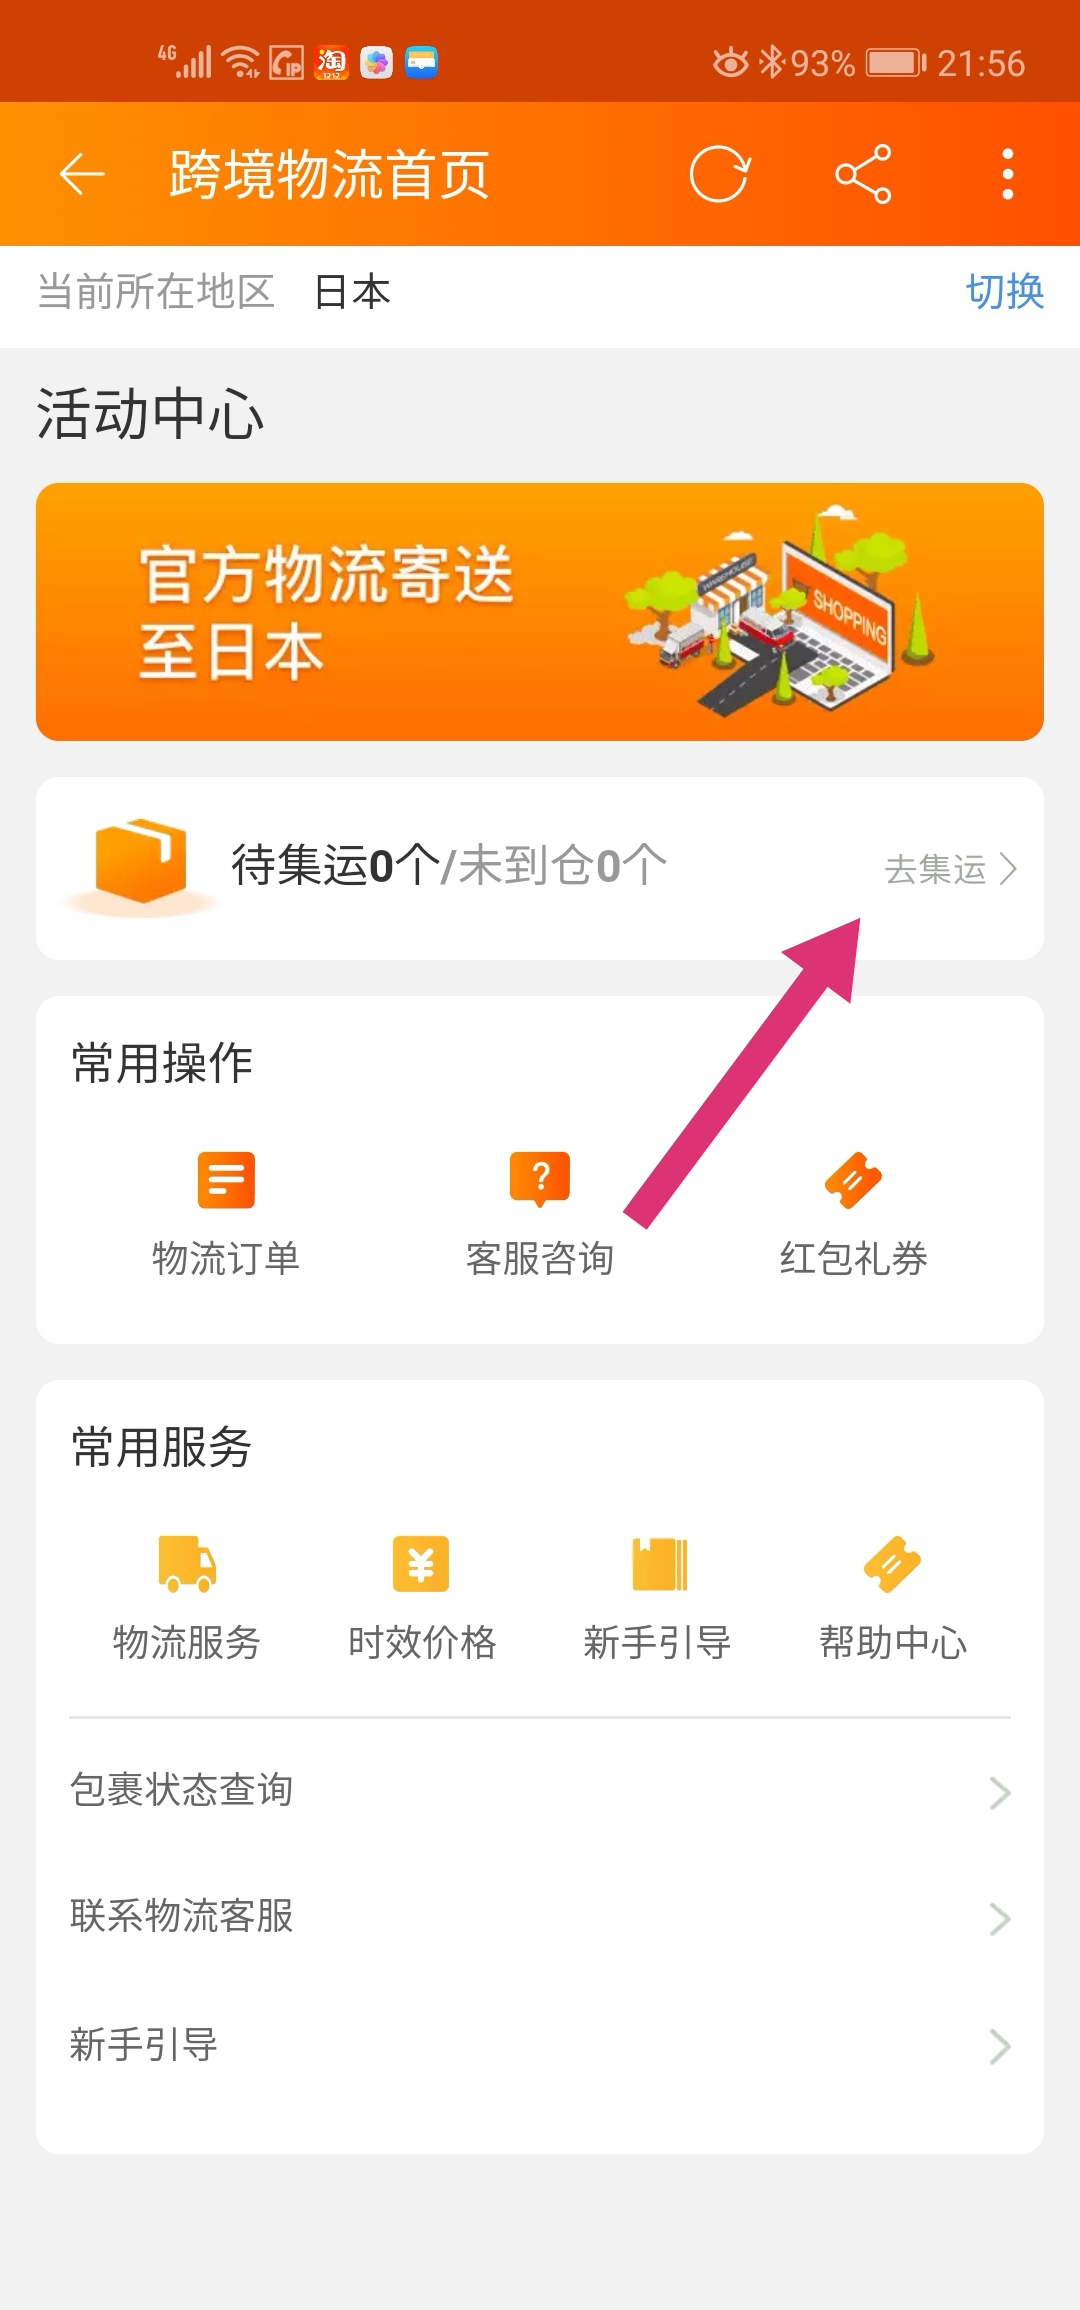 4G 淘 1212 93% 21:56
跨境物流首页
当前所在地区 日本 切换
活动中心
官方物流寄送
至日本
WAREHOUSE
SHOPPING
待集运0个/未到仓0个 去集运
常用操作
物流订单 客服咨询 红包礼券
常用服务
物流服务 时效价格 新手引导 帮助中心
包裹状态查询
联系物流客服
新手引导